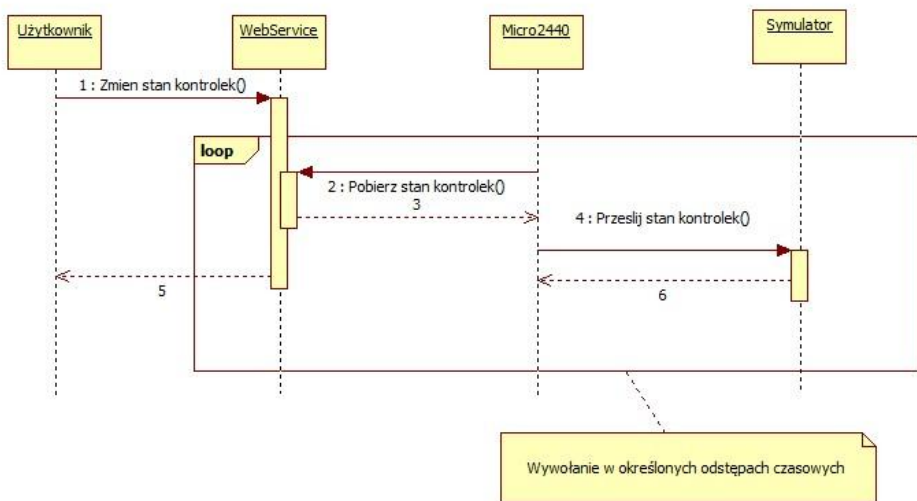 Użytkownik
WebService
Micro2440
Symulator
1 : Zmien stan kontrolek()
loop
2 : Pobierz stan kontrolek()
3
4 : Przeslij stan kontrolek()
5
6
Wywołanie w określonych odstępach czasowych